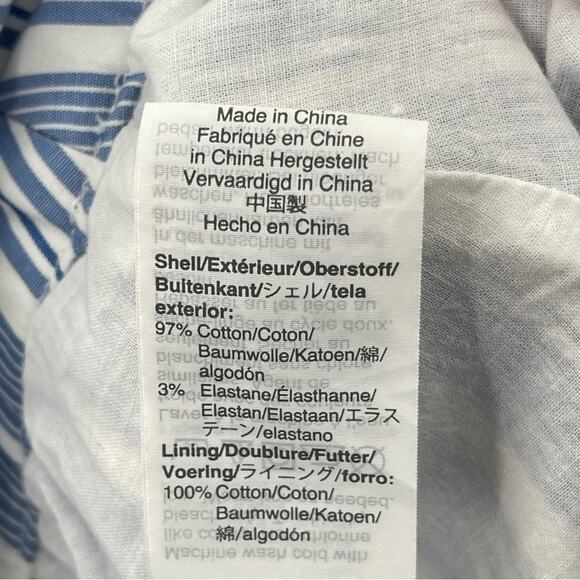 Made in China
Fabriqué en Chine
in China Hergestellt
Vervaardigd in China
中国製
Hecho en China
Shell/Extérieur/Oberstoff/
Buitenkant/シェル/tela
exterior:
97% Cotton/Coton/
Baumwolle/Katoen/綿/
algodón
3% Elastane/Élasthanne/
Elastan/Elastaan/エラス
テーン/elastano
Lining/Doublure/Futter/
Voering/ライニング/forro:
100% Cotton/Coton/
Baumwolle/Katoen/
綿/algodón